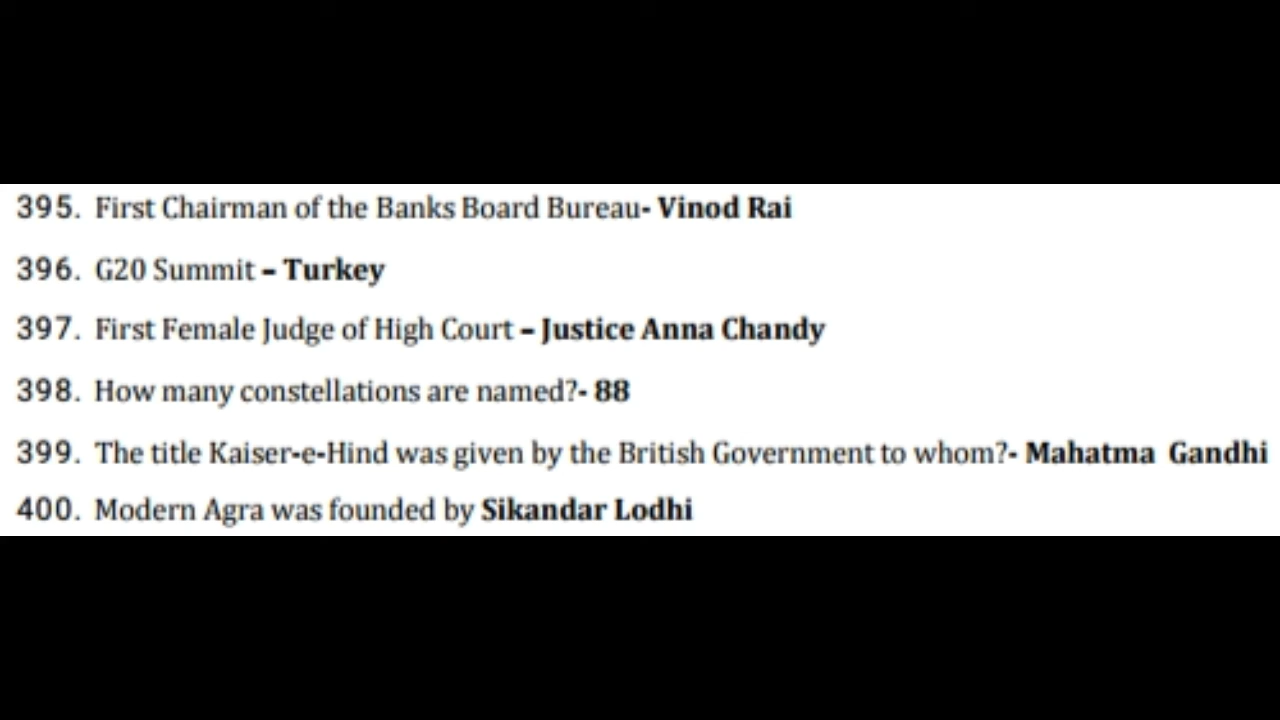 395. First Chairman of the Banks Board Bureau- Vinod Rai
396. G20 Summit – Turkey
397. First Female Judge of High Court – Justice Anna Chandy
398. How many constellations are named?- 88
399. The title Kaiser-e-Hind was given by the British Government to whom?- Mahatma Gandhi
400. Modern Agra was founded by Sikandar Lodhi